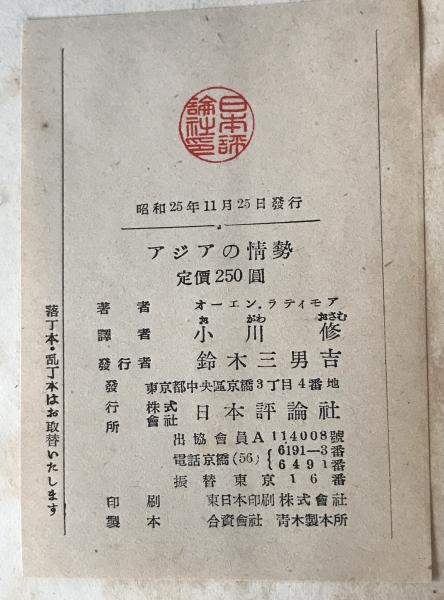 日本評論社印
昭和25年11月25日發行
アジアの情勢
定價250圓
著者 オーエン.ラティモア
お がわ おさむ
譯者 小川修
發行者 鈴木三男吉
發行所 東京都中央區京橋3丁目4番地
株式會社 日本評論社
出協會員A114008號
電話京橋(56){6191—3番
6491番
振替東京16番
印刷 東日本印刷株式會社
製本 合資會社 青木製本所
落丁本・乱丁本はお取替いたします